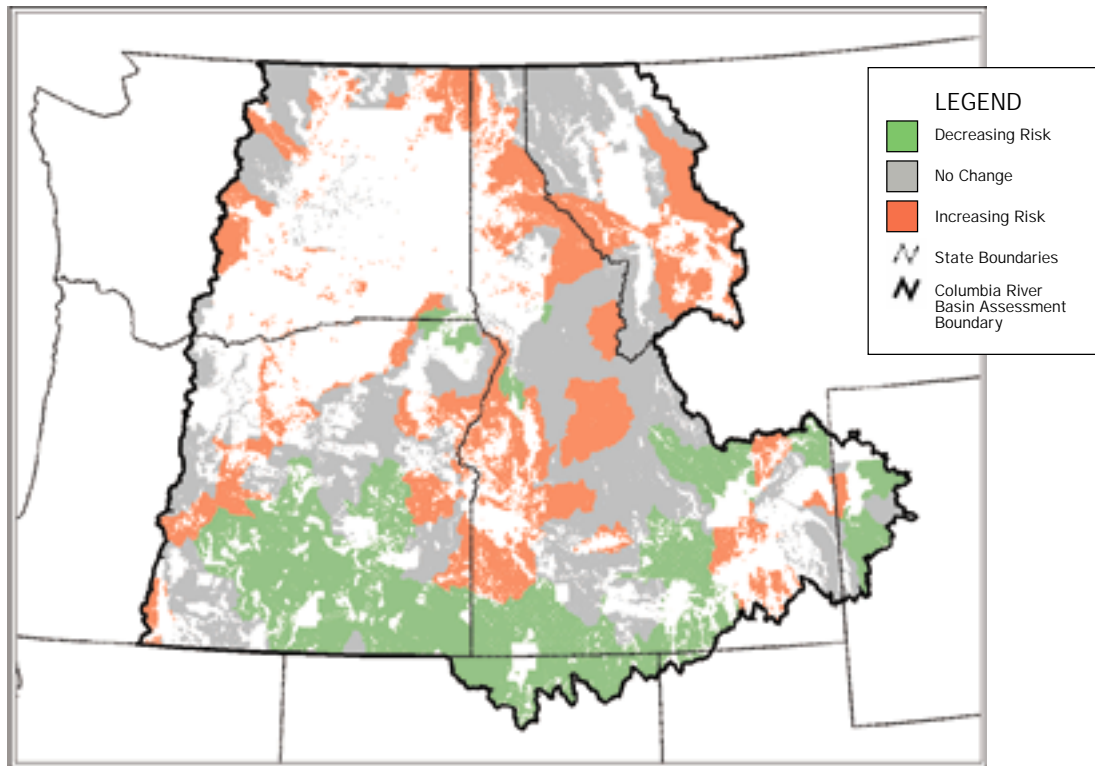 LEGEND
Decreasing Risk
No Change
Increasing Risk
State Boundaries
Columbia River
Basin Assessment
Boundary